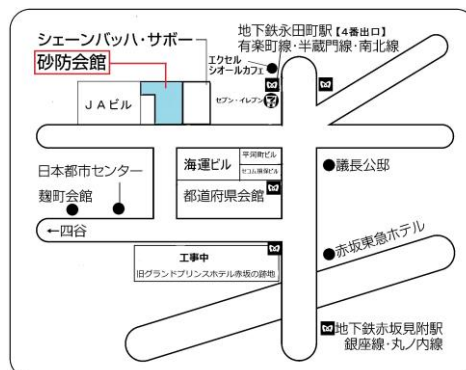 地下鉄永田町駅【4番出口】
有楽町線・半蔵門線・南北線
シェーンバッハ・サボー
砂防会館
エクセル
シオールカフェ
セブン-イレブン
JAビル
海運ビル
平河町ビル
都道府県会館
議長公邸
日本都市センター
麹町会館
←四谷
工事中
旧グランドプリンスホテル赤坂の跡地
赤坂東急ホテル
地下鉄赤坂見附駅
銀座線・丸ノ内線